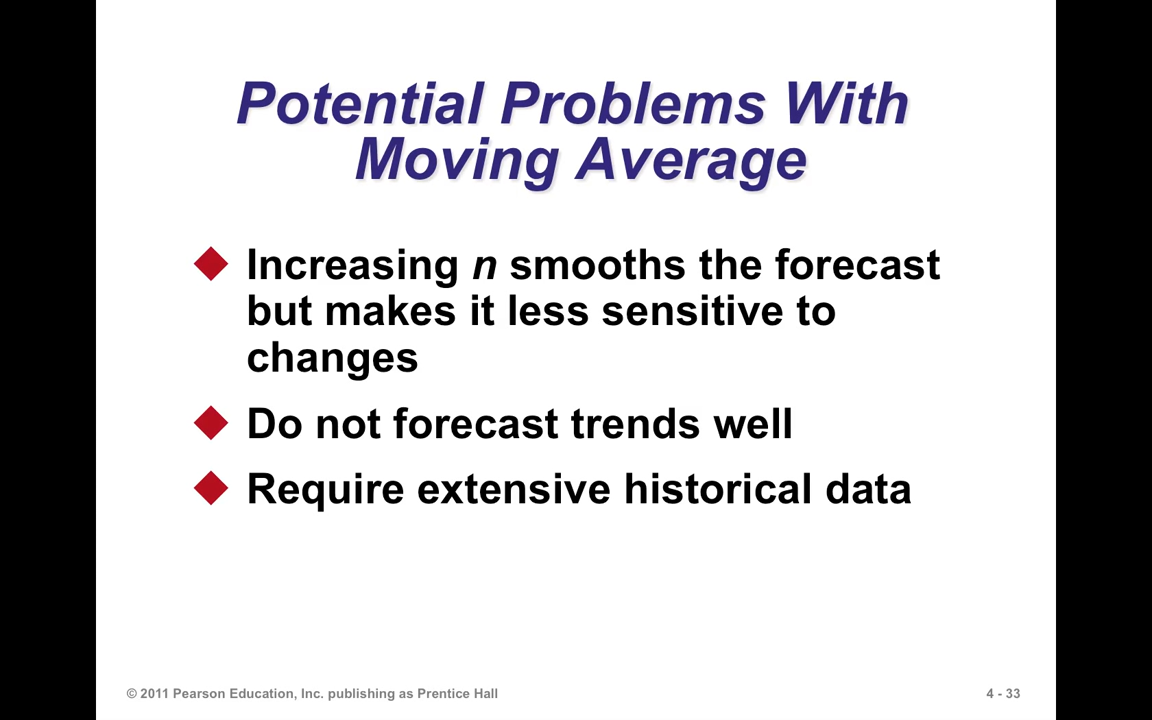 Potential Problems With
Moving Average
Increasing n smooths the forecast
but makes it less sensitive to
changes
Do not forecast trends well
Require extensive historical data
© 2011 Pearson Education, Inc. publishing as Prentice Hall
4 - 33